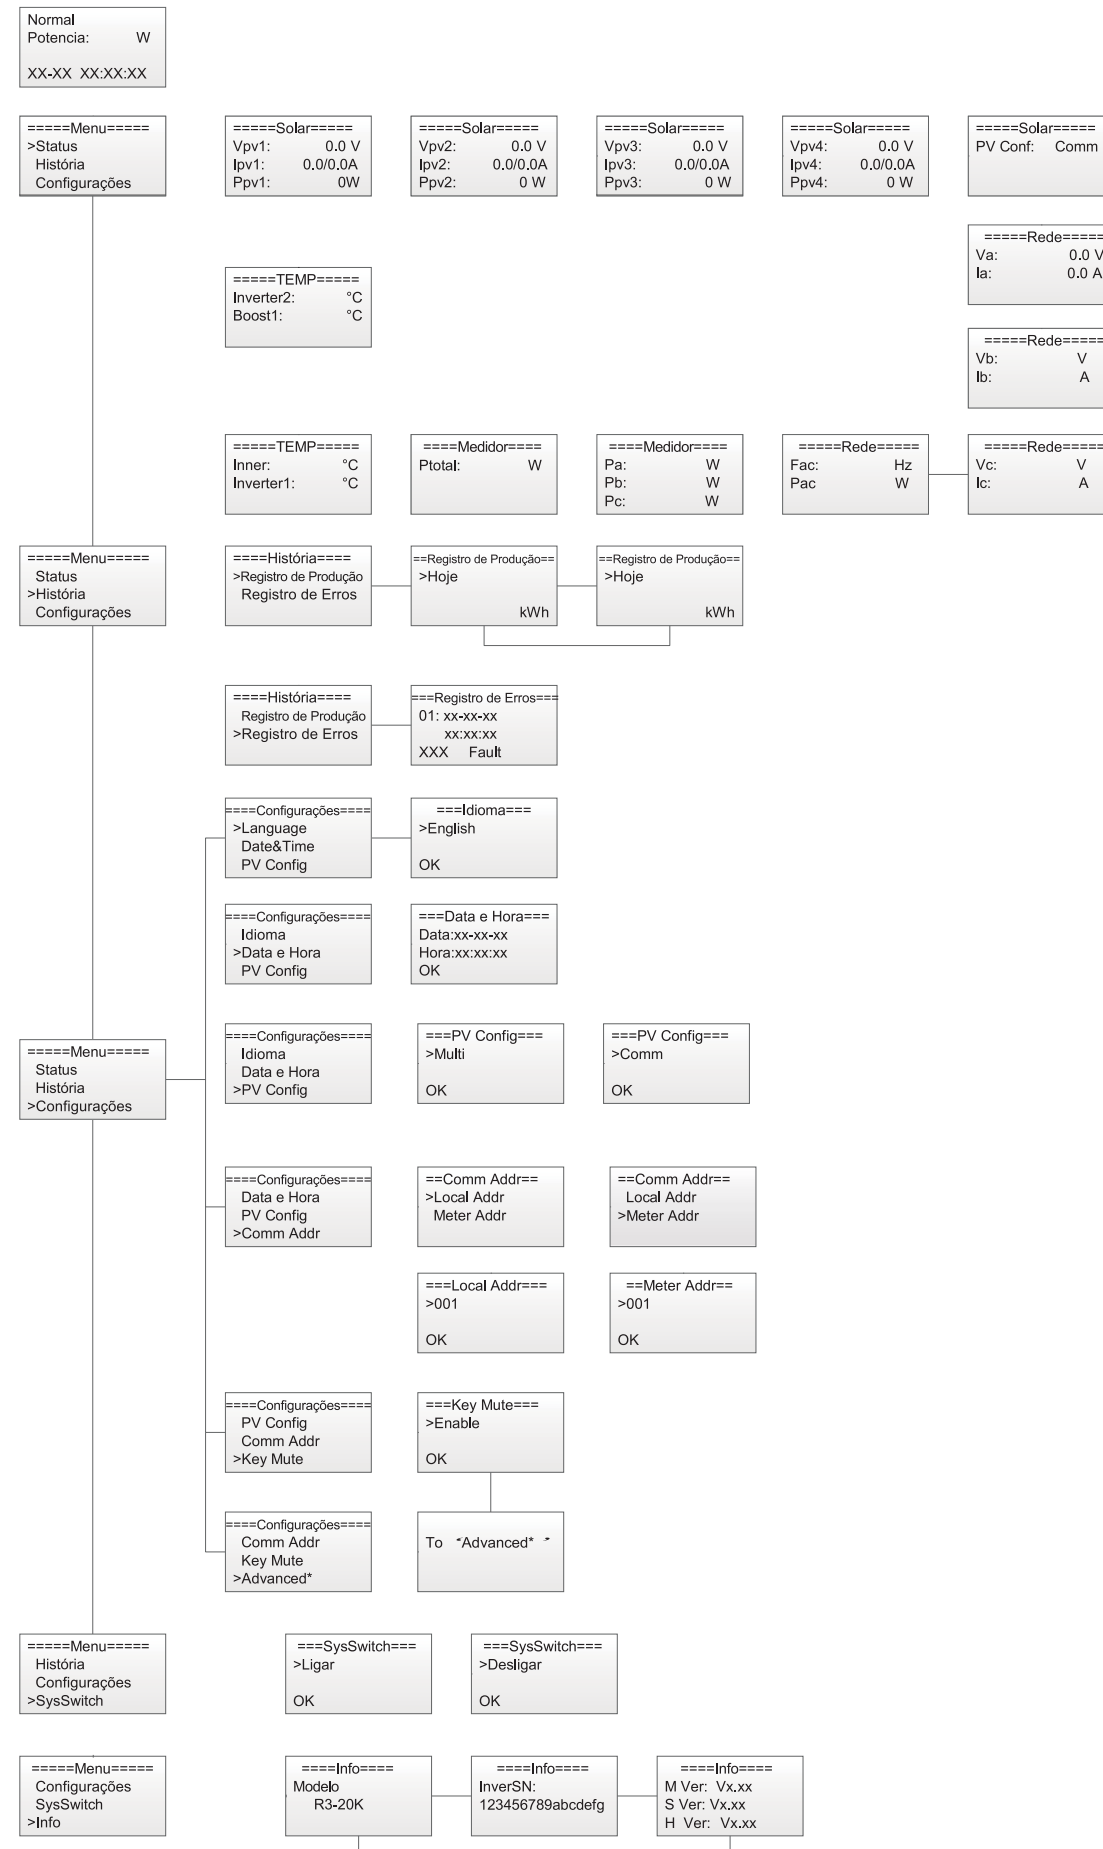 Normal
Potencia: W
XX-XX XX:XX:XX
=====Menu=====
>Status
História
Configurações
=====Solar=====
Vpv1: 0.0 V
Ipv1: 0.0/0.0A
Ppv1: 0W
=====Solar=====
Vpv2: 0.0 V
Ipv2: 0.0/0.0A
Ppv2: 0 W
=====Solar=====
Vpv3: 0.0 V
Ipv3: 0.0/0.0A
Ppv3: 0 W
=====Solar=====
Vpv4: 0.0 V
Ipv4: 0.0/0.0A
Ppv4: 0 W
=====Solar=====
PV Conf: Comm
=====Rede=====
Va: 0.0 V
Ia: 0.0 A
=====TEMP=====
Inverter2: °C
Boost1: °C
=====Rede=====
Vb: V
Ib: A
=====TEMP=====
Inner: °C
Inverter1: °C
====Medidor====
Ptotal: W
====Medidor====
Pa: W
Pb: W
Pc: W
=====Rede=====
Fac: Hz
Pac W
=====Rede=====
Vc: V
Ic: A
=====Menu=====
Status
>História
Configurações
====História====
>Registro de Produção
Registro de Erros
==Registro de Produção==
>Hoje
kWh
==Registro de Produção==
>Hoje
kWh
====História====
Registro de Produção
>Registro de Erros
===Registro de Erros===
01: xx-xx-xx
xx:xx:xx
XXX Fault
====Configurações====
>Language
Date&Time
PV Config
===Idioma===
>English
OK
====Configurações====
Idioma
>Data e Hora
PV Config
===Data e Hora===
Data:xx-xx-xx
Hora:xx:xx:xx
OK
=====Menu=====
Status
História
>Configurações
====Configurações====
Idioma
Data e Hora
>PV Config
===PV Config===
>Multi
OK
===PV Config===
>Comm
OK
====Configurações====
Data e Hora
PV Config
>Comm Addr
==Comm Addr==
>Local Addr
Meter Addr
==Comm Addr==
Local Addr
>Meter Addr
===Local Addr===
>001
OK
==Meter Addr==
>001
OK
====Configurações====
PV Config
Comm Addr
>Key Mute
===Key Mute===
>Enable
OK
====Configurações====
Comm Addr
Key Mute
>Advanced*
To “Advanced* ”
=====Menu=====
História
Configurações
>SysSwitch
===SysSwitch===
>Ligar
OK
===SysSwitch===
>Desligar
OK
=====Menu=====
Configurações
SysSwitch
>Info
====Info====
Modelo
R3-20K
====Info====
InverSN:
123456789abcdefg
====Info====
M Ver: Vx.xx
S Ver: Vx.xx
H Ver: Vx.xx